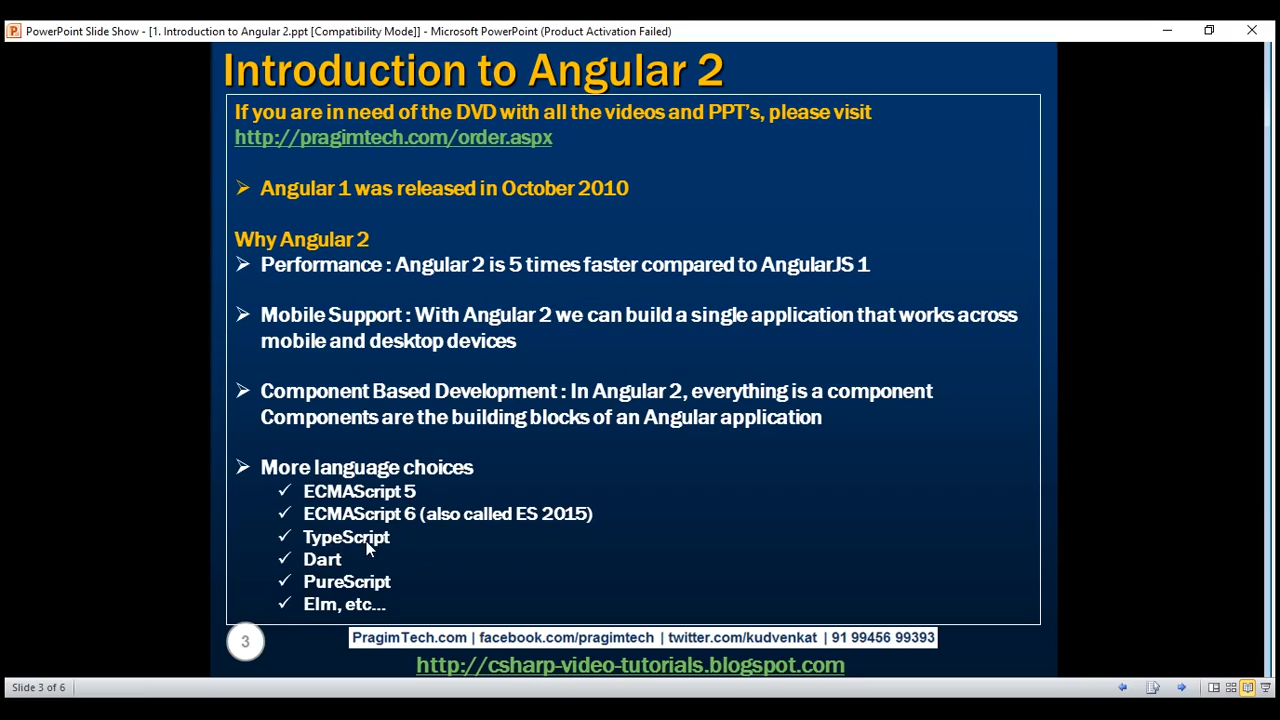 PowerPoint Slide Show - [1. Introduction to Angular 2.ppt [Compatibility Mode]] - Microsoft PowerPoint (Product Activation Failed)
Introduction to Angular 2
If you are in need of the DVD with all the videos and PPT's, please visit
http://pragimtech.com/order.aspx
Angular 1 was released in October 2010
Why Angular 2
Performance : Angular 2 is 5 times faster compared to AngularJS 1
Mobile Support : With Angular 2 we can build a single application that works across
mobile and desktop devices
Component Based Development : In Angular 2, everything is a component
Components are the building blocks of an Angular application
More language choices
ECMAScript 5
ECMAScript 6 (also called ES 2015)
TypeScript
Dart
PureScript
Elm, etc...
3
PragimTech.com | facebook.com/pragimtech | twitter.com/kudvenkat | 91 99456 99393
http://csharp-video-tutorials.blogspot.com
Slide 3 of 6